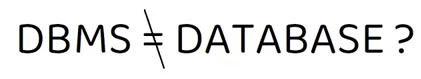 DBMS ≠ DATABASE ?